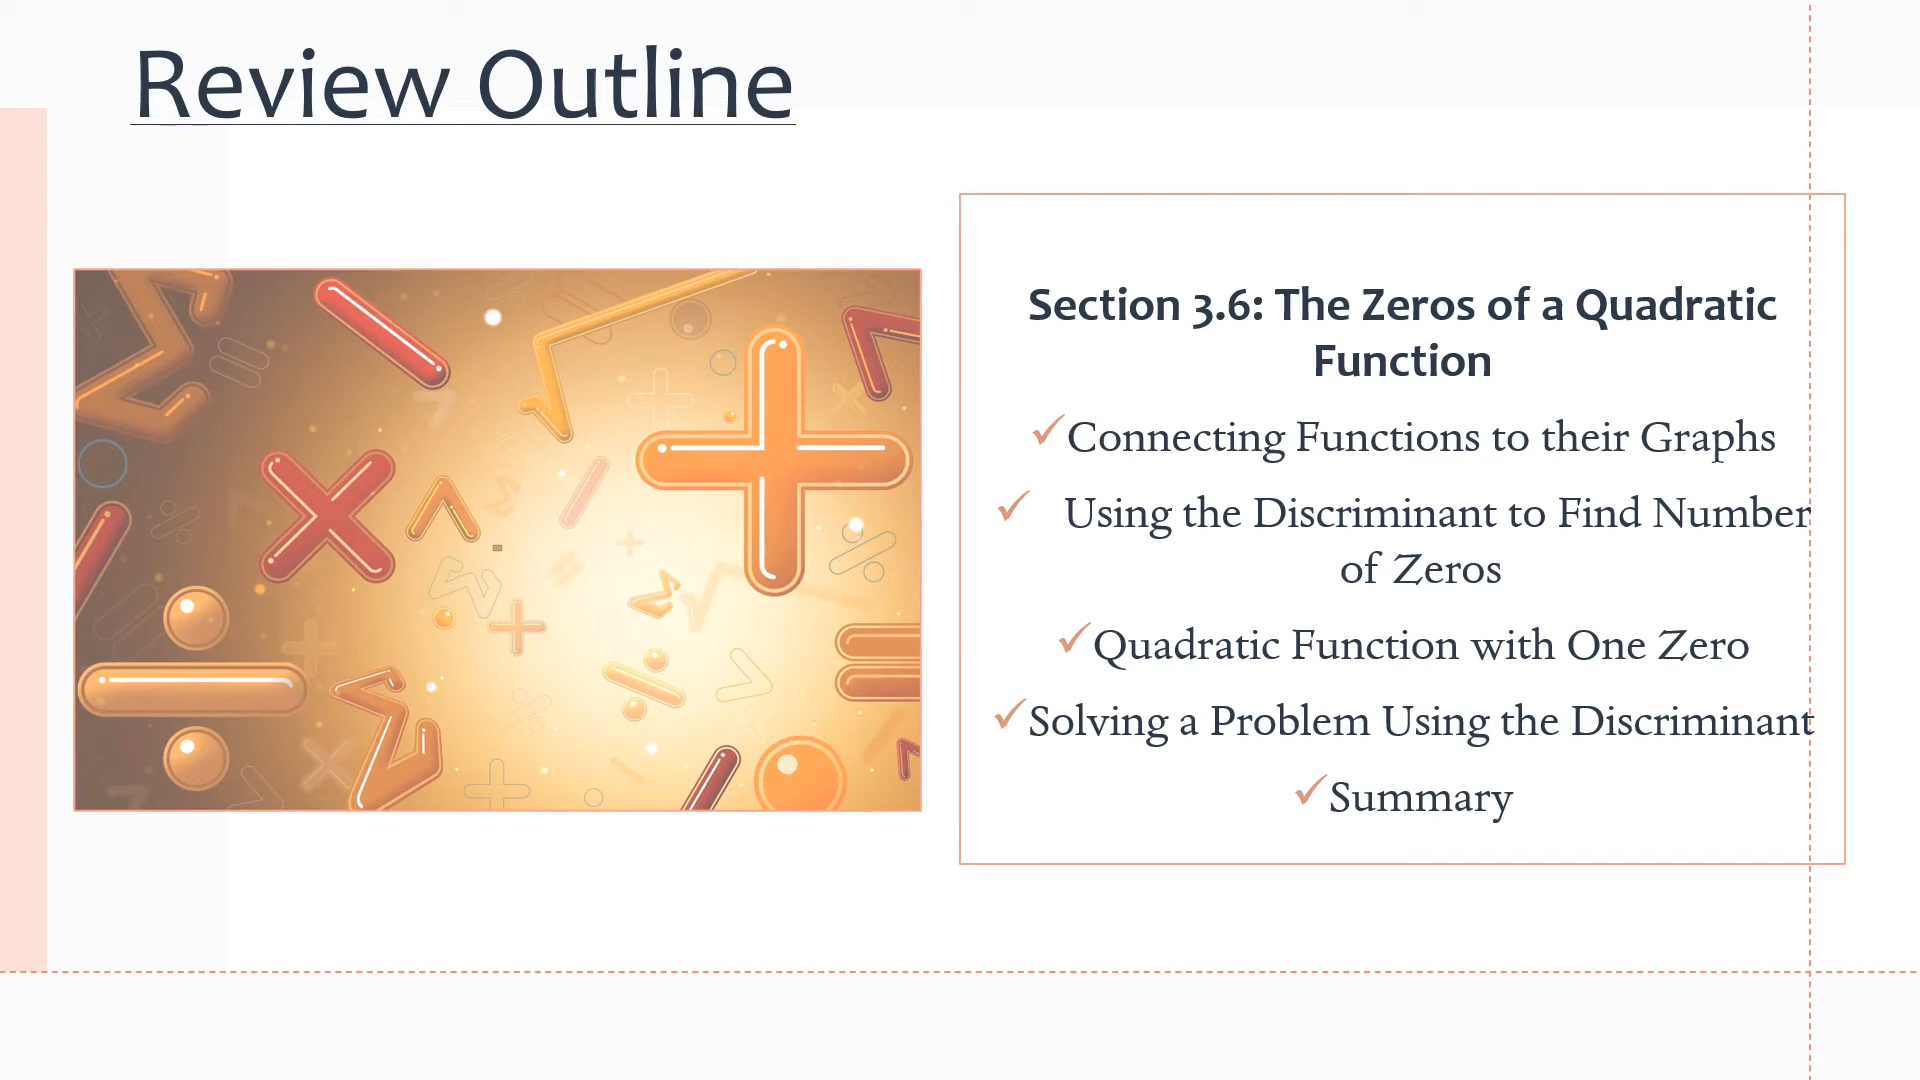 Review Outline
Section 3.6: The Zeros of a Quadratic
Function
✓Connecting Functions to their Graphs
✓ Using the Discriminant to Find Number
of Zeros
✓Quadratic Function with One Zero
✓Solving a Problem Using the Discriminant
✓Summary